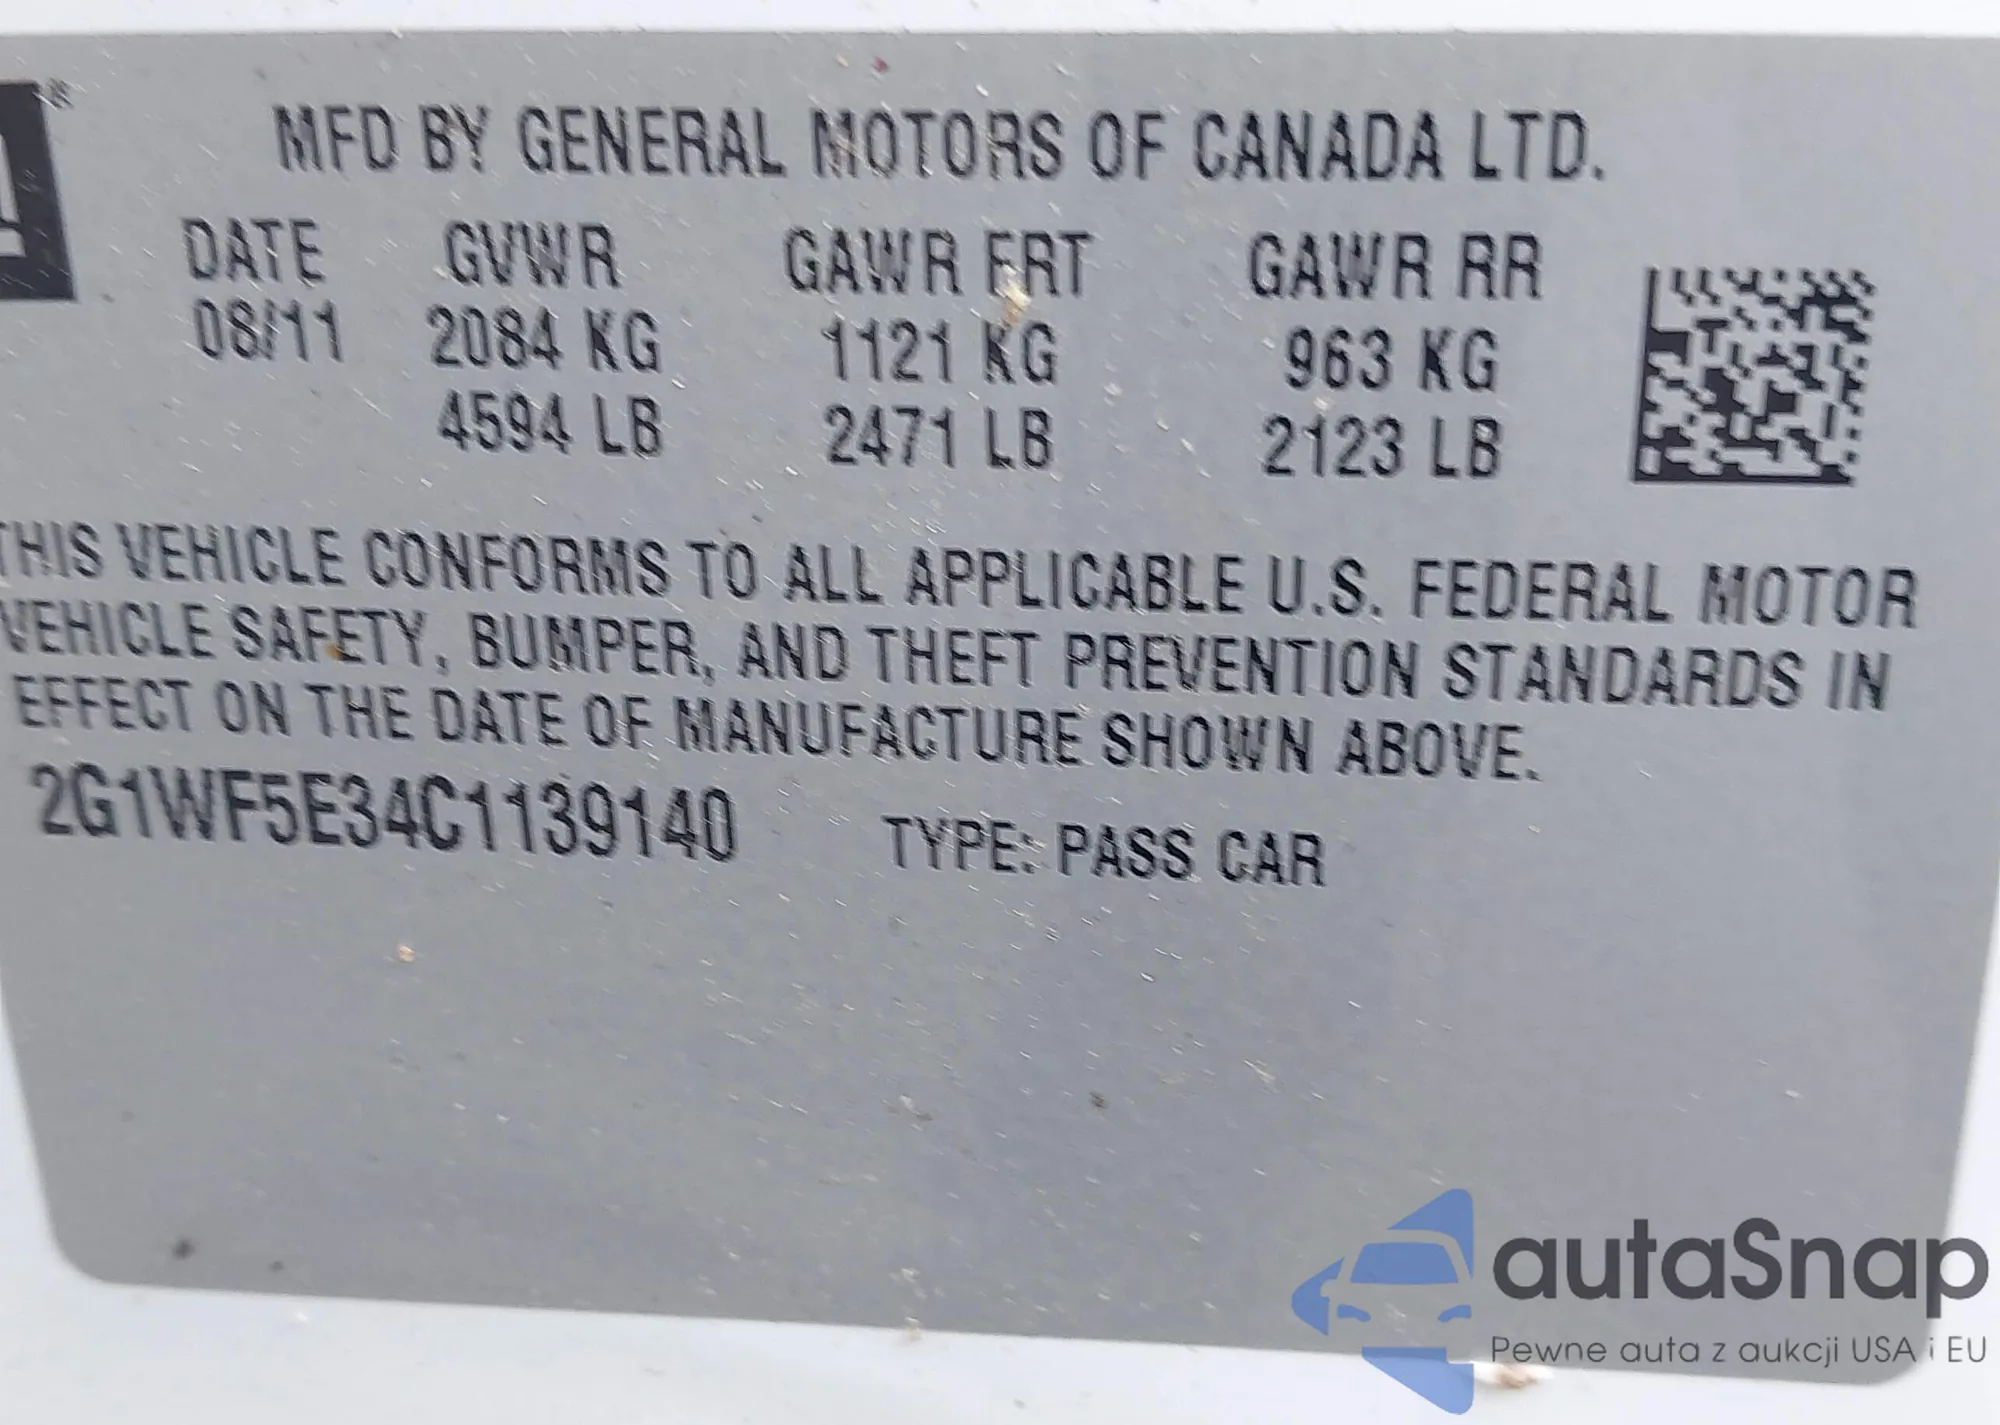 MFD BY GENERAL MOTORS OF CANADA LTD.
DATE GVWR GAWR FRT GAWR RR
08/11 2084 KG 1121 KG 963 KG
4594 LB 2471 LB 2123 LB
THIS VEHICLE CONFORMS TO ALL APPLICABLE U.S. FEDERAL MOTOR
VEHICLE SAFETY, BUMPER, AND THEFT PREVENTION STANDARDS IN
EFFECT ON THE DATE OF MANUFACTURE SHOWN ABOVE.
2G1WF5E34C1139140 TYPE: PASS CAR
autaSnap
Pewne auta z aukcji USA i EU